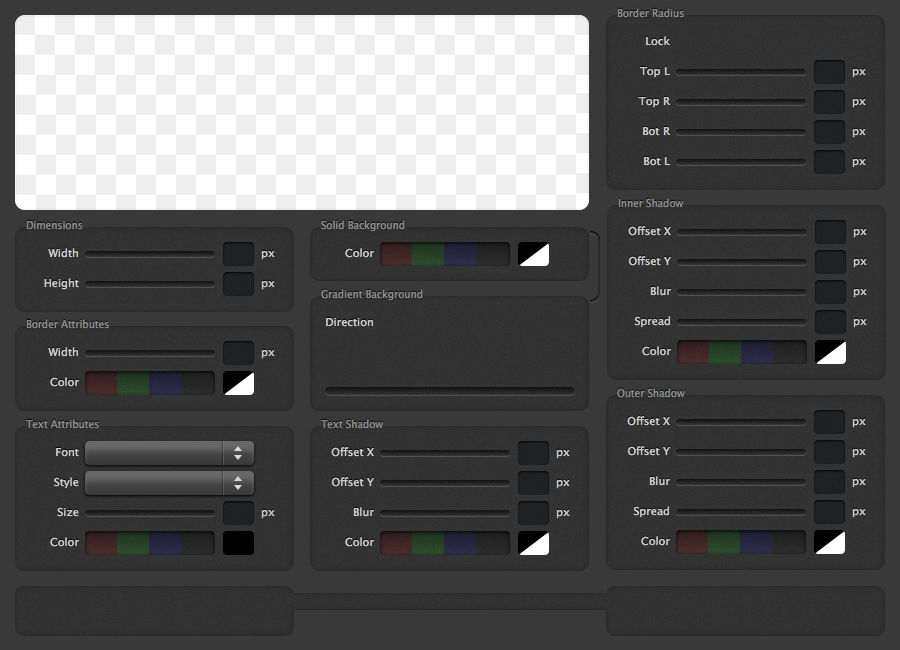 Border Radius
Lock
Top L px
Top R px
Bot R px
Bot L px
Inner Shadow
Offset X px
Offset Y px
Blur px
Spread px
Color
Outer Shadow
Offset X px
Offset Y px
Blur px
Spread px
Color
Dimensions
Width px
Height px
Border Attributes
Width px
Color
Text Attributes
Font
Style
Size px
Color
Solid Background
Color
Gradient Background
Direction
Text Shadow
Offset X px
Offset Y px
Blur px
Color